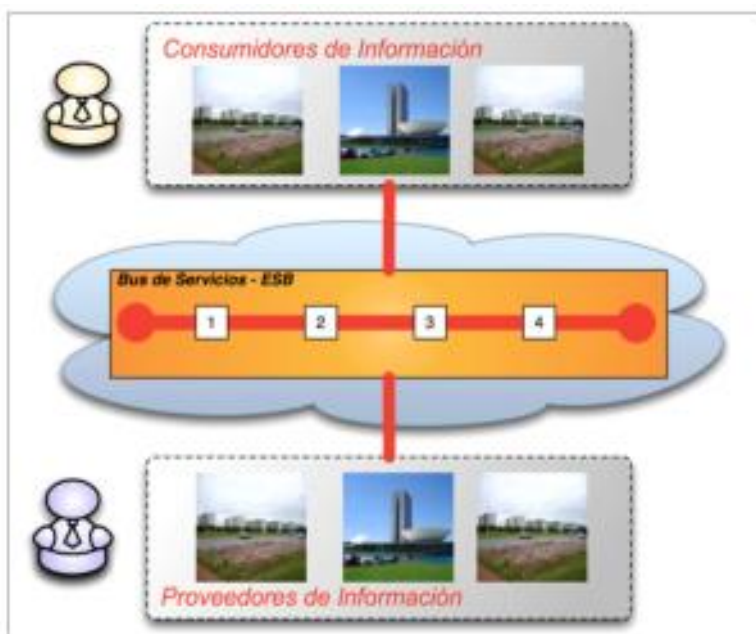 Consumidores de Información
Bus de Servicios - ESB
1 2 3 4
Proveedores de Información